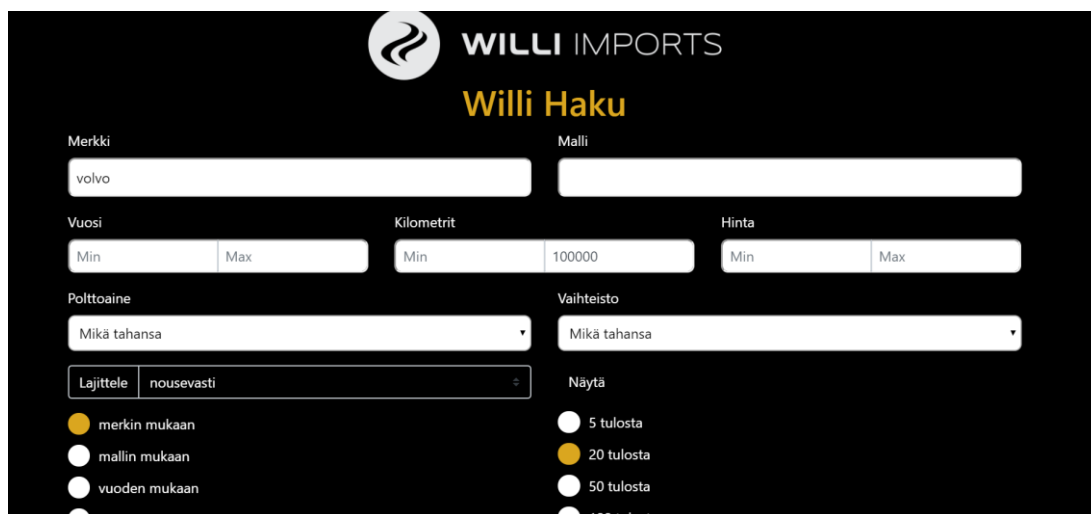 WILLI IMPORTS
Willi Haku
Merkki Malli
volvo
Vuosi Kilometrit Hinta
Min Max Min 100000 Min Max
Polttoaine Vaihteisto
Mikä tahansa Mikä tahansa
Lajittele nousevasti Näytä
merkin mukaan 5 tulosta
mallin mukaan 20 tulosta
vuoden mukaan 50 tulosta